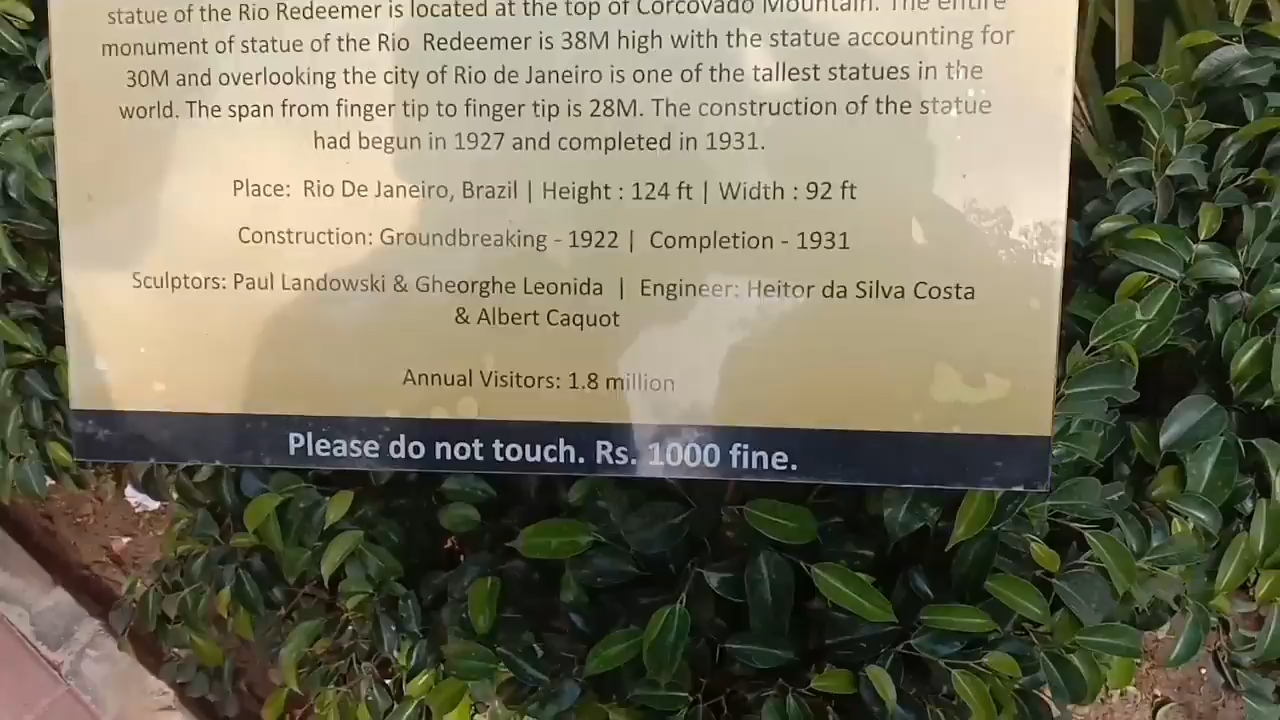 statue of the Rio Redeemer is located at the top of Corcovado Mountain. The entire
monument of statue of the Rio Redeemer is 38M high with the statue accounting for
30M and overlooking the city of Rio de Janeiro is one of the tallest statues in the
world. The span from finger tip to finger tip is 28M. The construction of the statue
had begun in 1927 and completed in 1931.
Place: Rio De Janeiro, Brazil | Height : 124 ft | Width : 92 ft
Construction: Groundbreaking - 1922 | Completion - 1931
Sculptors: Paul Landowski & Gheorghe Leonida | Engineer: Heitor da Silva Costa
& Albert Caquot
Annual Visitors: 1.8 million
Please do not touch. Rs. 1000 fine.